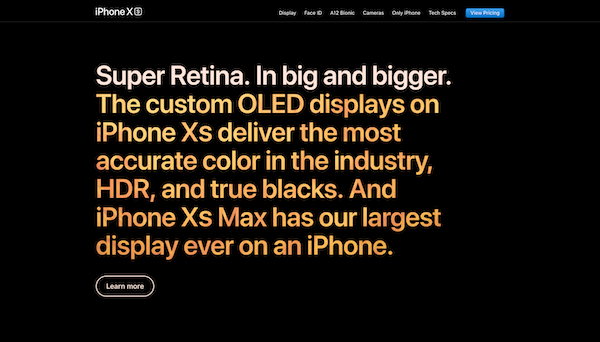 iPhone XS
Display Face ID A12 Bionic Cameras Only iPhone Tech Specs View Pricing
Super Retina. In big and bigger.
The custom OLED displays on
iPhone Xs deliver the most
accurate color in the industry,
HDR, and true blacks. And
iPhone Xs Max has our largest
display ever on an iPhone.
Learn more